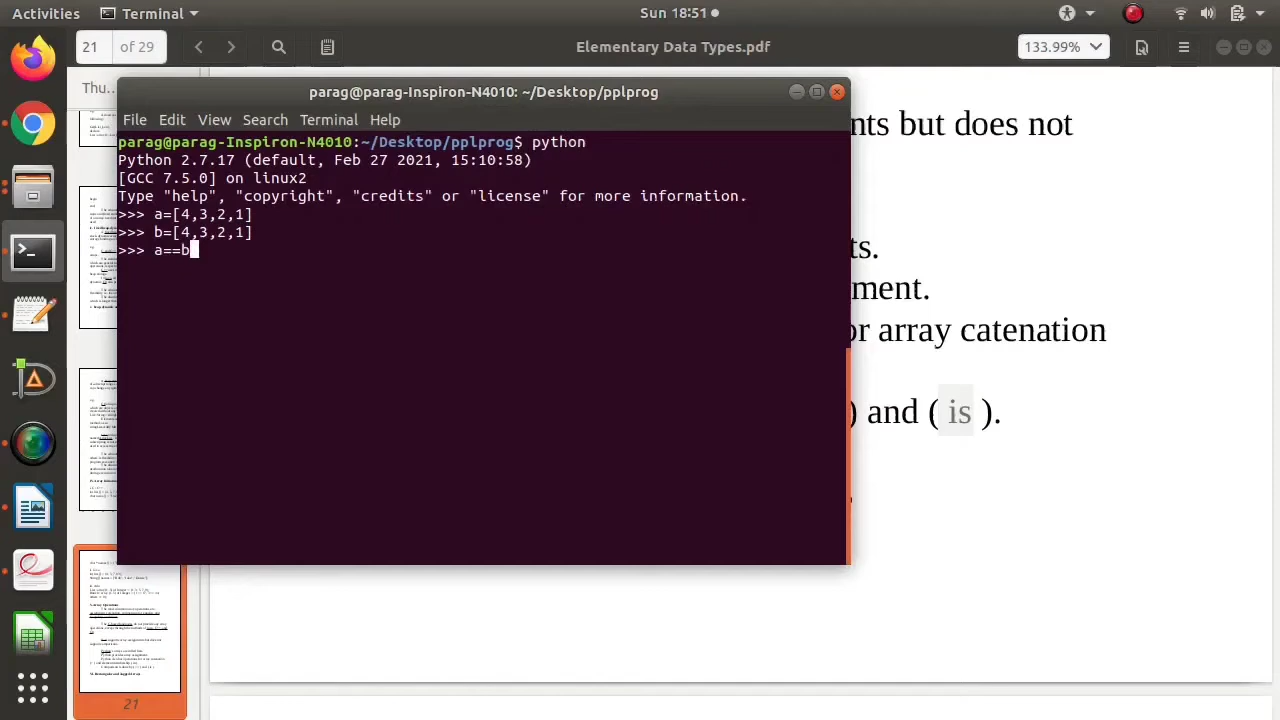 Activities
Terminal
Sun 18:51
21
of 29
Elementary Data Types.pdf
133.99%
Thu...
parag@parag-Inspiron-N4010: ~/Desktop/pplprog
File Edit View Search Terminal Help
parag@parag-Inspiron-N4010:~/Desktop/pplprog$ python
Python 2.7.17 (default, Feb 27 2021, 15:10:58)
[GCC 7.5.0] on linux2
Type "help", "copyright", "credits" or "license" for more information.
>>> a=[4,3,2,1]
>>> b=[4,3,2,1]
>>> a==b
nts but does not
ts.
ment.
or array catenation
) and ( is ).
21